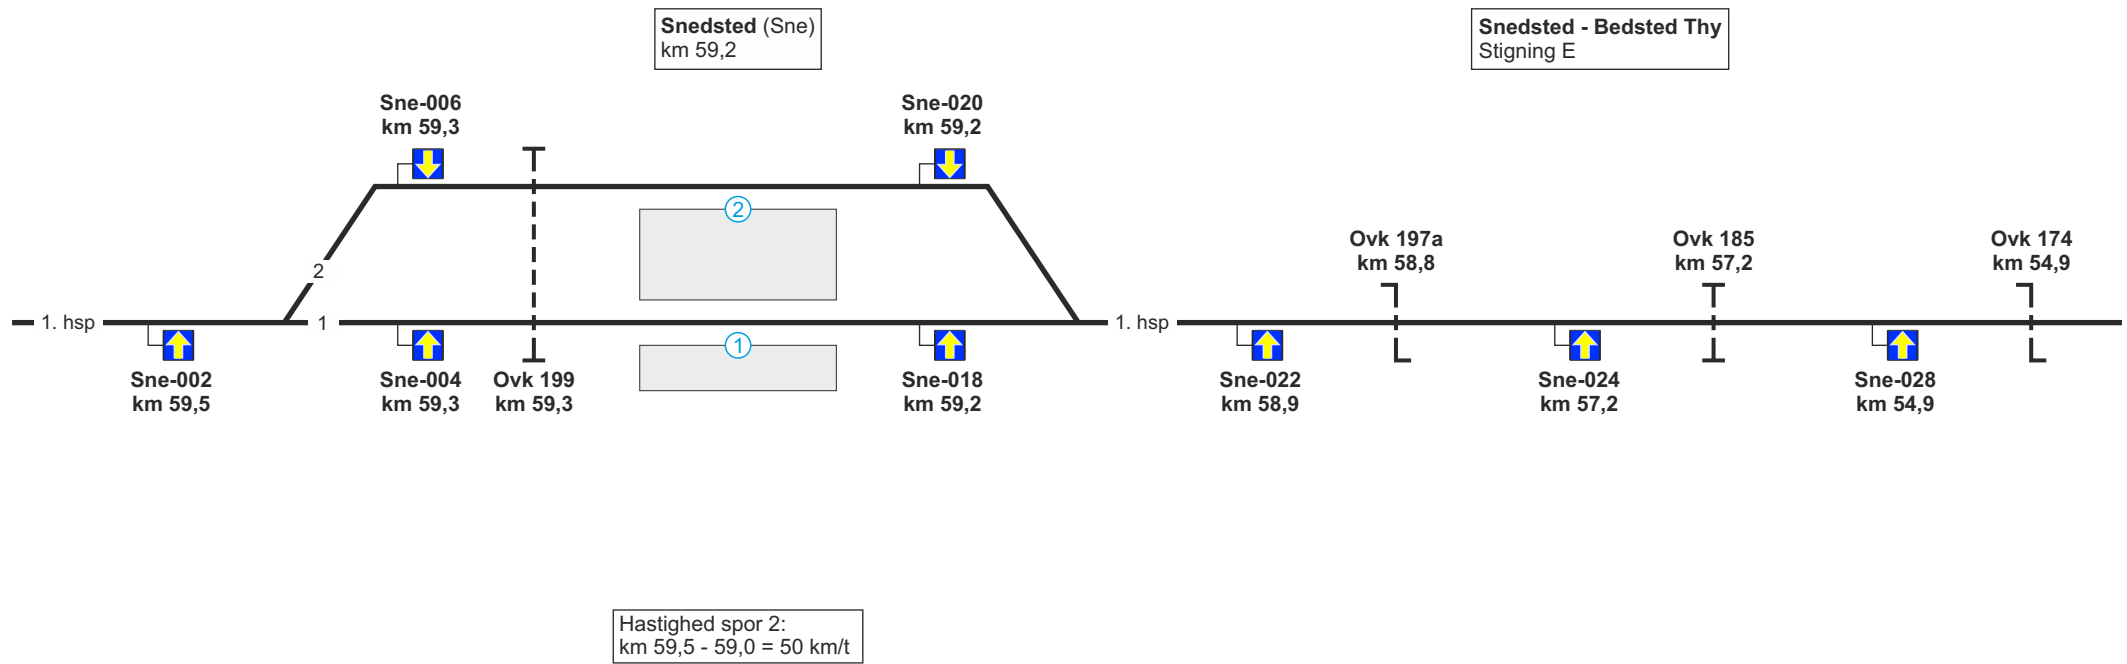 Snedsted (Sne)
km 59,2
Snedsted - Bedsted Thy
Stigning E
Sne-006
km 59,3
Sne-020
km 59,2
2
Ovk 197a
km 58,8
Ovk 185
km 57,2
Ovk 174
km 54,9
2
1. hsp
1
1. hsp
1
Sne-002
km 59,5
Sne-004
km 59,3
Ovk 199
km 59,3
Sne-018
km 59,2
Sne-022
km 58,9
Sne-024
km 57,2
Sne-028
km 54,9
Hastighed spor 2:
km 59,5 - 59,0 = 50 km/t